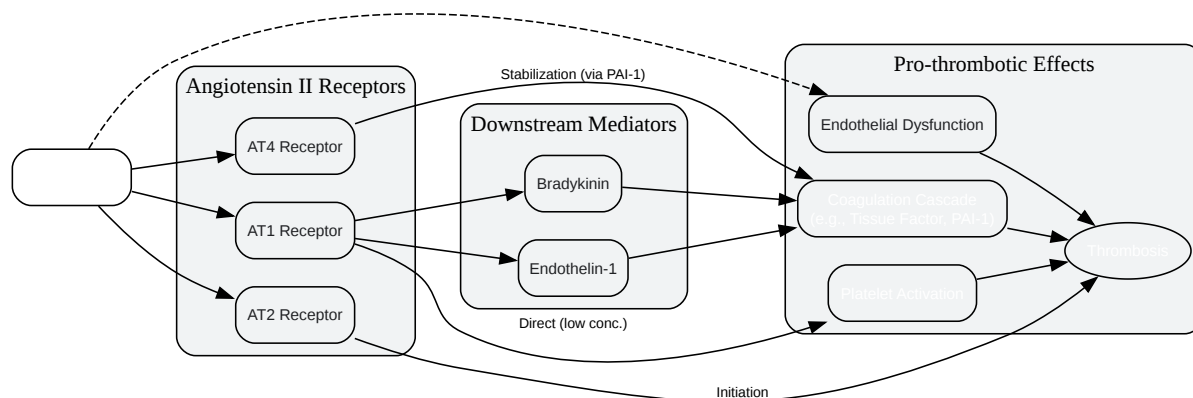 Pro-thrombotic Effects
Stabilization (via PAI-1)
Angiotensin II Receptors
Downstream Mediators
Endothelial Dysfunction
AT4 Receptor
Bradykinin
Coagulation Cascade
(e.g., Tissue Factor, PAI-1)
AT1 Receptor
Thrombosis
Endothelin-1
Platelet Activation
AT2 Receptor
Direct (low conc.)
Initiation